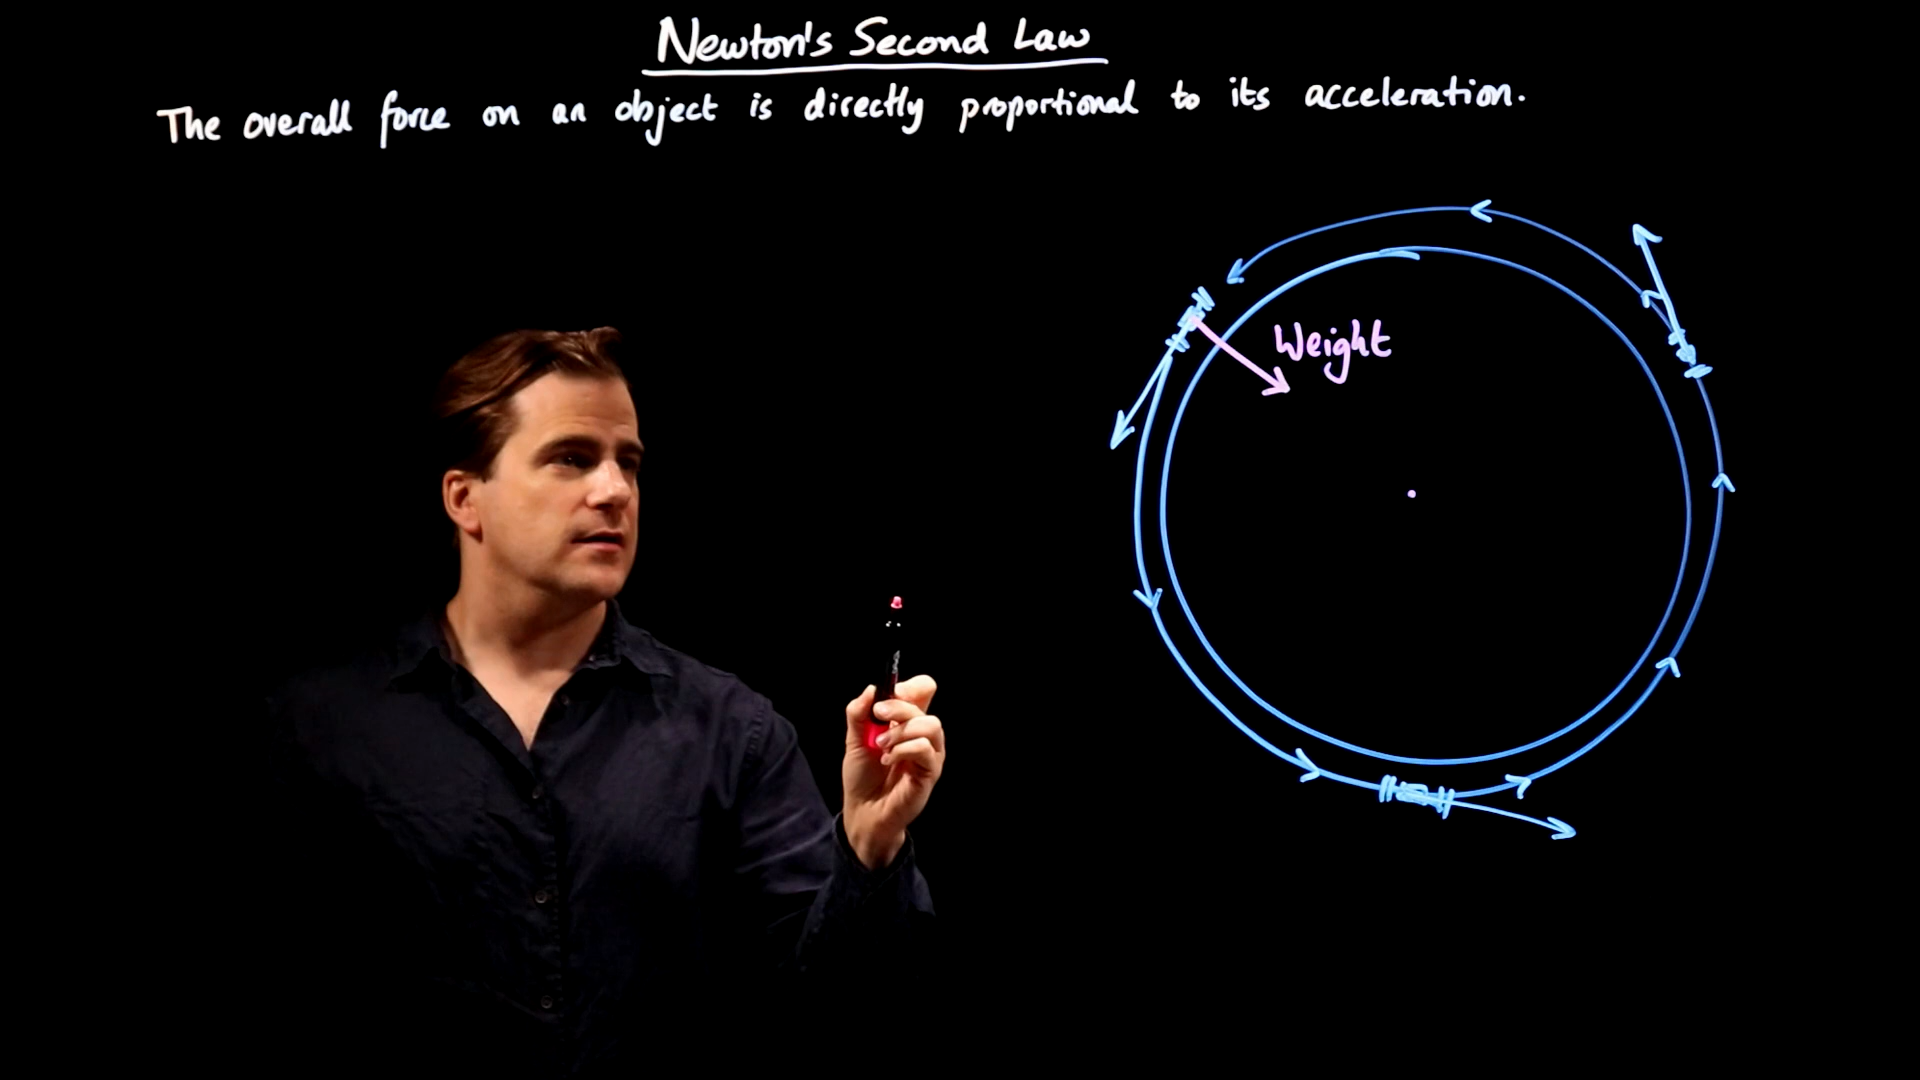 Newton's Second Law
The overall force on an object is directly proportional to its acceleration.
Weight